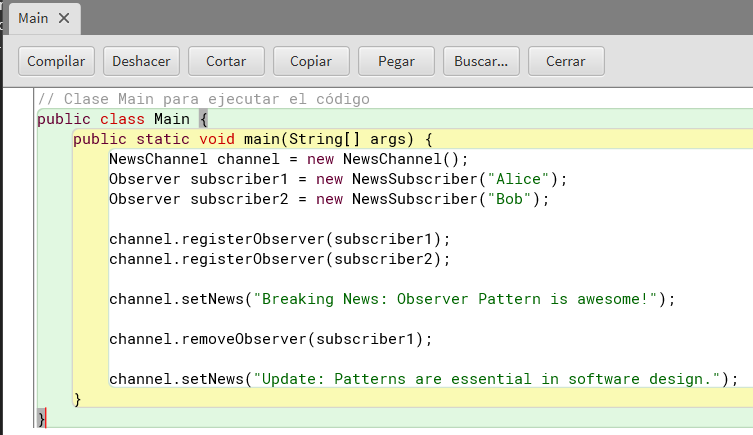 Main ×
Compilar Deshacer Cortar Copiar Pegar Buscar... Cerrar
// Clase Main para ejecutar el código
public class Main {
    public static void main(String[] args) {
        NewsChannel channel = new NewsChannel();
        Observer subscriber1 = new NewsSubscriber("Alice");
        Observer subscriber2 = new NewsSubscriber("Bob");

        channel.registerObserver(subscriber1);
        channel.registerObserver(subscriber2);

        channel.setNews("Breaking News: Observer Pattern is awesome!");

        channel.removeObserver(subscriber1);

        channel.setNews("Update: Patterns are essential in software design.");
    }
}